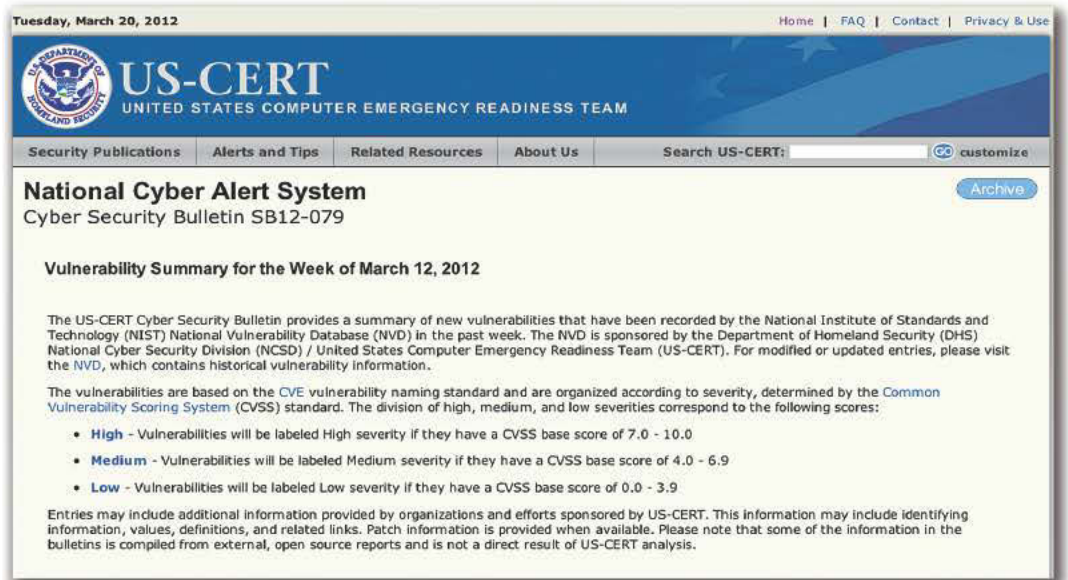 Tuesday, March 20, 2012
Home | FAQ | Contact | Privacy & Use
U.S. DEPARTMENT OF HOMELAND SECURITY
US-CERT
UNITED STATES COMPUTER EMERGENCY READINESS TEAM
Security Publications Alerts and Tips Related Resources About Us Search US-CERT: GO customize
National Cyber Alert System
Archive
Cyber Security Bulletin SB12-079
Vulnerability Summary for the Week of March 12, 2012
The US-CERT Cyber Security Bulletin provides a summary of new vulnerabilities that have been recorded by the National Institute of Standards and
Technology (NIST) National Vulnerability Database (NVD) in the past week. The NVD is sponsored by the Department of Homeland Security (DHS)
National Cyber Security Division (NCSD) / United States Computer Emergency Readiness Team (US-CERT). For modified or updated entries, please visit
the NVD, which contains historical vulnerability information.
The vulnerabilities are based on the CVE vulnerability naming standard and are organized according to severity, determined by the Common
Vulnerability Scoring System (CVSS) standard. The division of high, medium, and low severities correspond to the following scores:
• High - Vulnerabilities will be labeled High severity if they have a CVSS base score of 7.0 - 10.0
• Medium - Vulnerabilities will be labeled Medium severity if they have a CVSS base score of 4.0 - 6.9
• Low - Vulnerabilities will be labeled Low severity if they have a CVSS base score of 0.0 - 3.9
Entries may include additional information provided by organizations and efforts sponsored by US-CERT. This information may include identifying
information, values, definitions, and related links. Patch information is provided when available. Please note that some of the information in the
bulletins is compiled from external, open source reports and is not a direct result of US-CERT analysis.